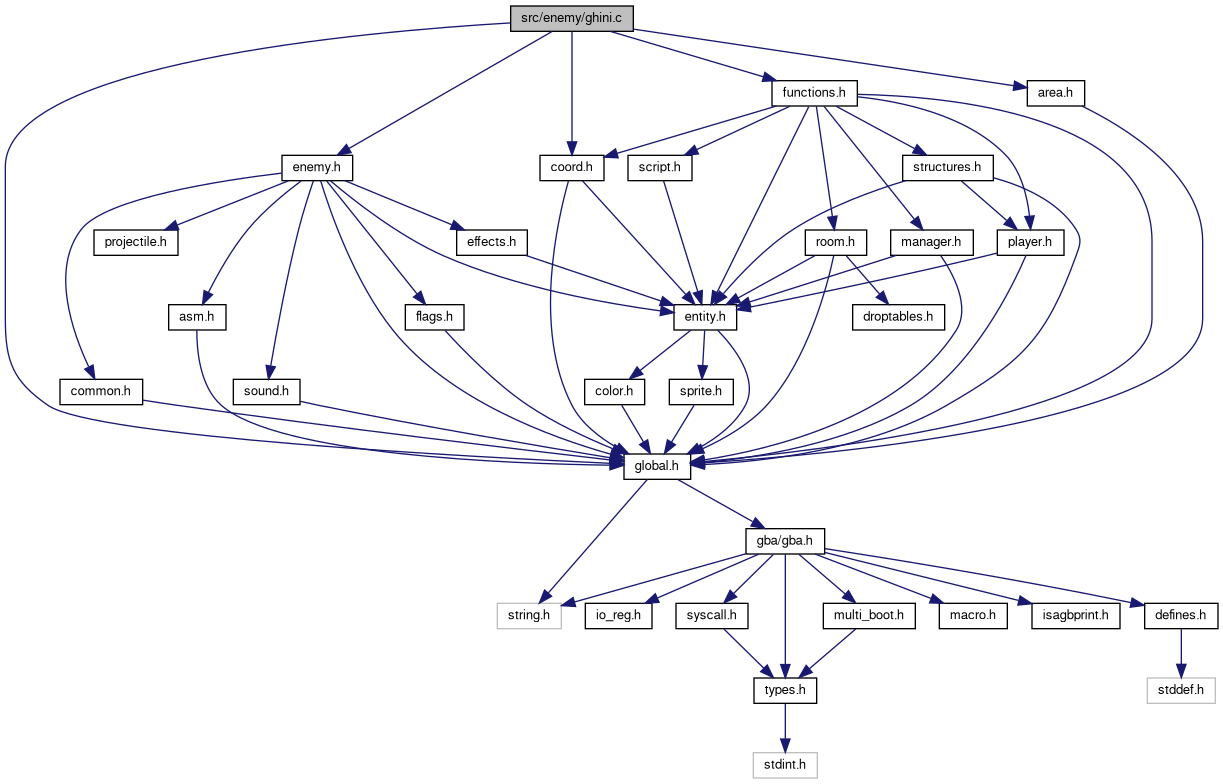 src/enemy/ghini.c
functions.h
area.h
enemy.h
coord.h
script.h
structures.h
projectile.h
effects.h
room.h
manager.h
player.h
asm.h
flags.h
entity.h
droptables.h
common.h
sound.h
color.h
sprite.h
global.h
gba/gba.h
string.h
io_reg.h
syscall.h
multi_boot.h
macro.h
isagbprint.h
defines.h
types.h
stddef.h
stdint.h